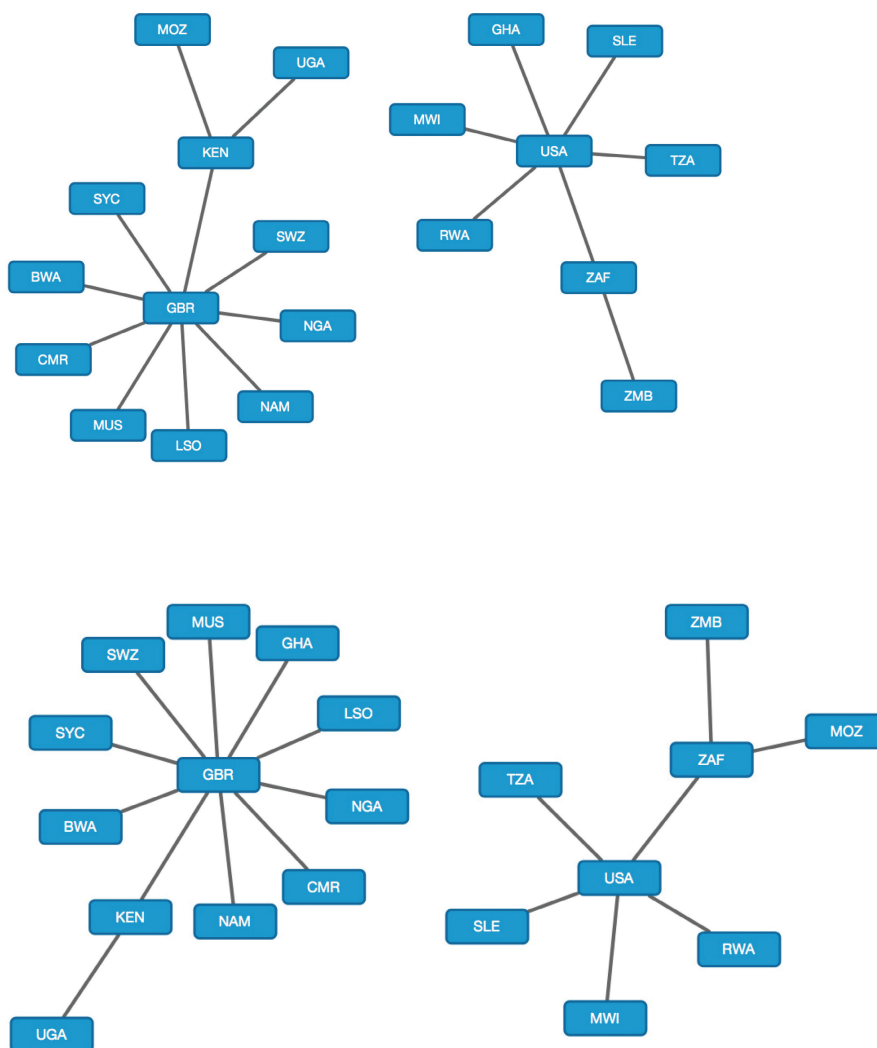 MOZ
UGA
KEN
SYC
SWZ
BWA
GBR
NGA
CMR
NAM
MUS
LSO
GHA
SLE
MWI
USA
TZA
RWA
ZAF
ZMB
MUS
GHA
SWZ
LSO
SYC
GBR
NGA
BWA
CMR
KEN
NAM
UGA
ZMB
MOZ
ZAF
TZA
USA
SLE
RWA
MWI